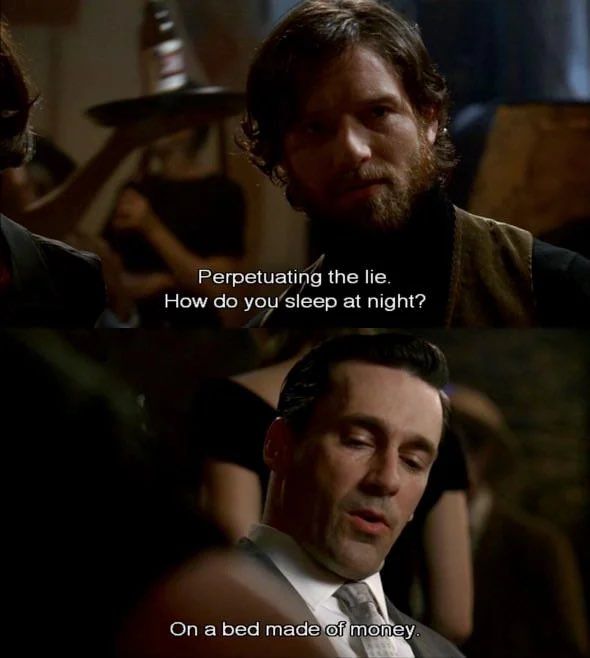 Perpetuating the lie.
How do you sleep at night?
On a bed made of money.